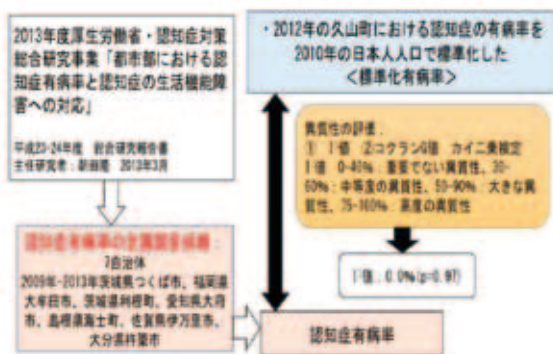 2013年度厚生労働省・認知症対策
総合研究事業「都市部における認
知症有病率と認知症の生活機能障
害への対応」
平成23-24年度 総合研究報告書
主任研究者：朝田隆 2013年3月
・2012年の久山町における認知症の有病率を
2010年の日本人人口で標準化した
＜標準化有病率＞
異質性の評価：
① I²値 ②コクランQ値 カイ二乗検定
I²値 0-40%：重要でない異質性、30-
60%：中等度の異質性、50-90%：大きな異
質性、75-100%：高度の異質性
I²値：0.0%(p=0.97)
認知症有病率の全国調査結果：
7自治体
2009年-2013年茨城県つくば市、福岡県
大牟田市、茨城県利根町、愛知県大府
市、島根県海士町、佐賀県伊万里市、
大分県杵築市
認知症有病率